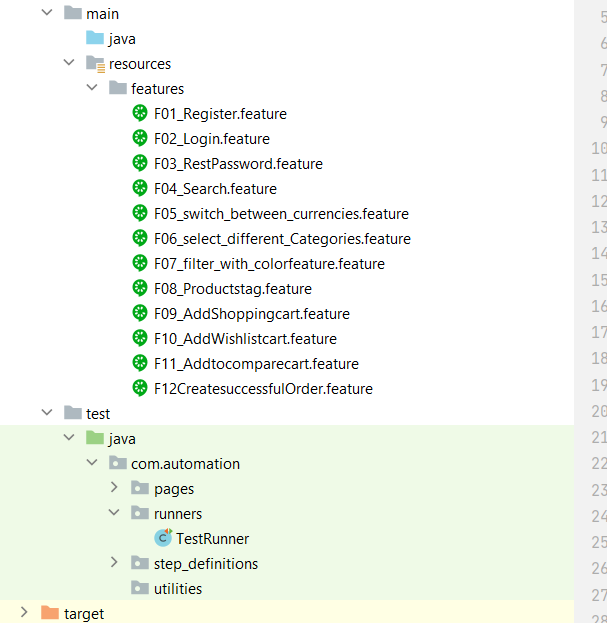 main
java
resources
features
F01_Register.feature
F02_Login.feature
F03_RestPassword.feature
F04_Search.feature
F05_switch_between_currencies.feature
F06_select_different_Categories.feature
F07_filter_with_colorfeature.feature
F08_Productstag.feature
F09_AddShoppingcart.feature
F10_AddWishlistcart.feature
F11_Addtocomparecart.feature
F12CreatesuccessfulOrder.feature
test
java
com.automation
pages
runners
C TestRunner
step_definitions
utilities
target
5
6
7
8
9
10
11
12
13
14
15
16
17
18
19
20
21
22
23
24
25
26
27
28